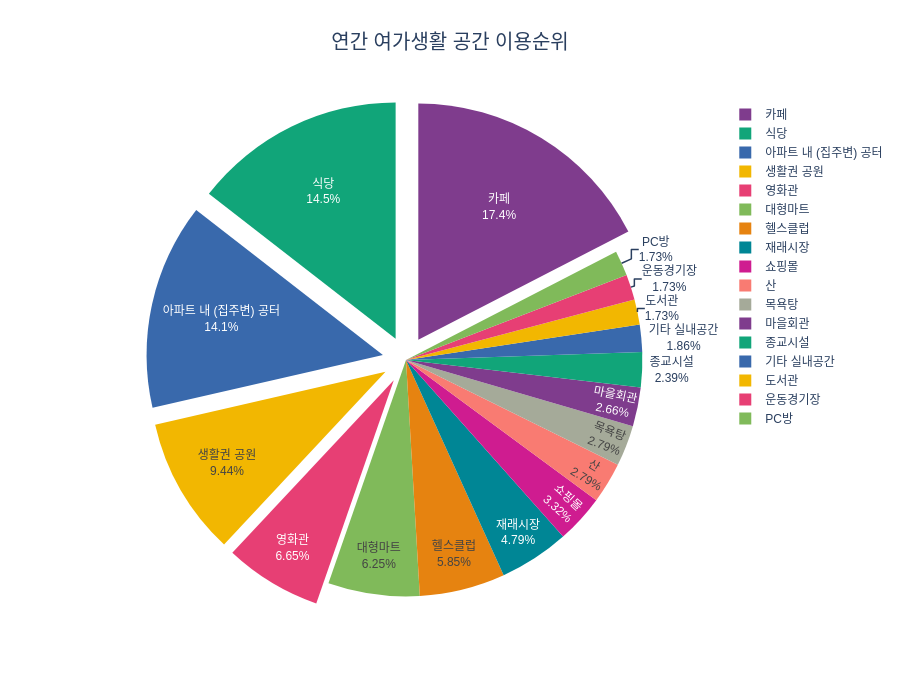 연간 여가생활 공간 이용순위
카페
17.4%
식당
14.5%
아파트 내 (집주변) 공터
14.1%
생활권 공원
9.44%
영화관
6.65%
대형마트
6.25%
헬스클럽
5.85%
재래시장
4.79%
쇼핑몰
3.32%
산
2.79%
목욕탕
2.79%
마을회관
2.66%
종교시설
2.39%
기타 실내공간
1.86%
도서관
1.73%
운동경기장
1.73%
PC방
1.73%
카페
식당
아파트 내 (집주변) 공터
생활권 공원
영화관
대형마트
헬스클럽
재래시장
쇼핑몰
산
목욕탕
마을회관
종교시설
기타 실내공간
도서관
운동경기장
PC방